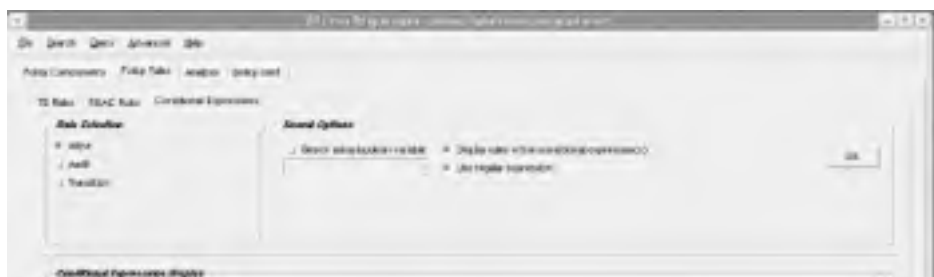 File Search Query Advanced Help
Policy Components Policy Rules Analysis policy.conf
TE Rules RBAC Rules Conditional Expressions
Rule Selection Search Options
Allow Search using boolean variable Display rules within conditional expression(s)
Audit Use regular expression
Transition
OK
Conditional Expressions Display